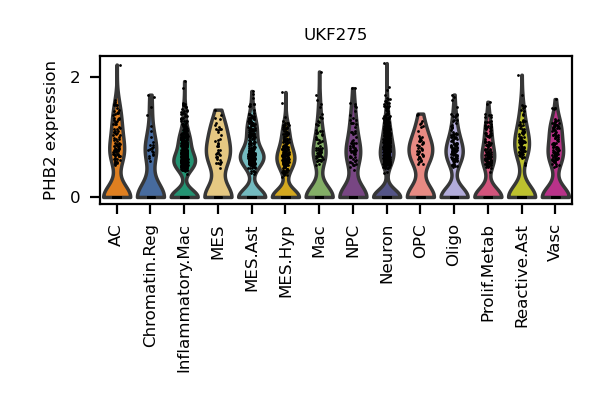 UKF275
PHB2 expression
2
0
AC
Chromatin.Reg
Inflammatory.Mac
MES
MES.Ast
MES.Hyp
Mac
NPC
Neuron
OPC
Oligo
Prolif.Metab
Reactive.Ast
Vasc